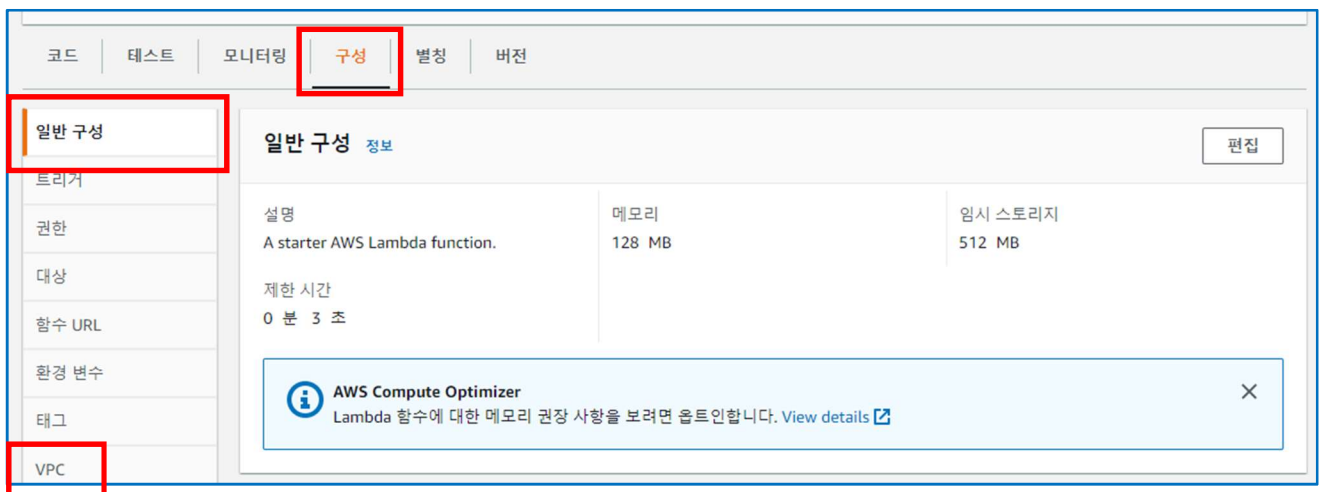 코드 테스트 모니터링 구성 별칭 버전
일반 구성
트리거
권한
대상
함수 URL
환경 변수
태그
VPC
일반 구성 정보
편집
설명
A starter AWS Lambda function.
메모리
128 MB
임시 스토리지
512 MB
제한 시간
0 분 3 초
AWS Compute Optimizer
Lambda 함수에 대한 메모리 권장 사항을 보려면 옵트인합니다. View details